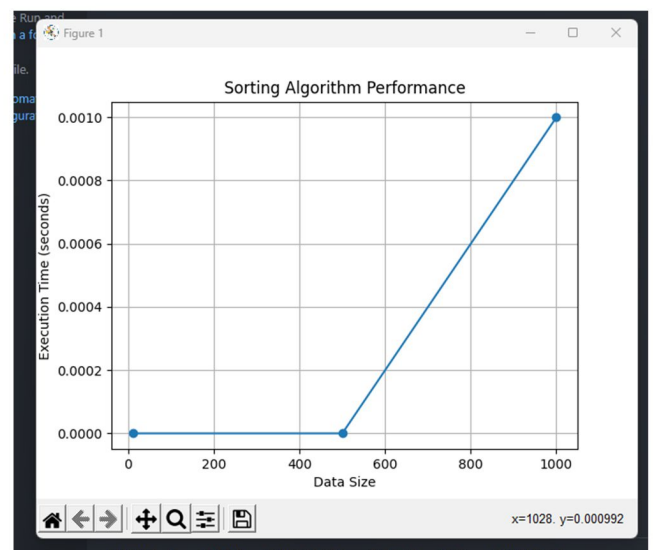 Run and
a fo
ile.
oma
gura
Figure 1
Sorting Algorithm Performance
Execution Time (seconds)
0.0010
0.0008
0.0006
0.0004
0.0002
0.0000
0 200 400 600 800 1000
Data Size
x=1028. y=0.000992